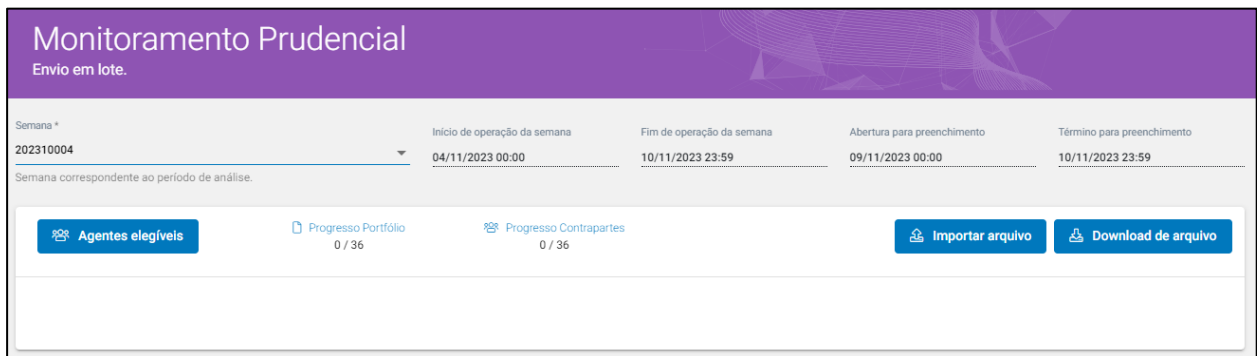 Monitoramento Prudencial
Envio em lote.
Semana *
202310004
Semana correspondente ao período de análise.
Início de operação da semana
04/11/2023 00:00
Fim de operação da semana
10/11/2023 23:59
Abertura para preenchimento
09/11/2023 00:00
Término para preenchimento
10/11/2023 23:59
Agentes elegíveis
Progresso Portfólio
0 / 36
Progresso Contrapartes
0 / 36
Importar arquivo
Download de arquivo